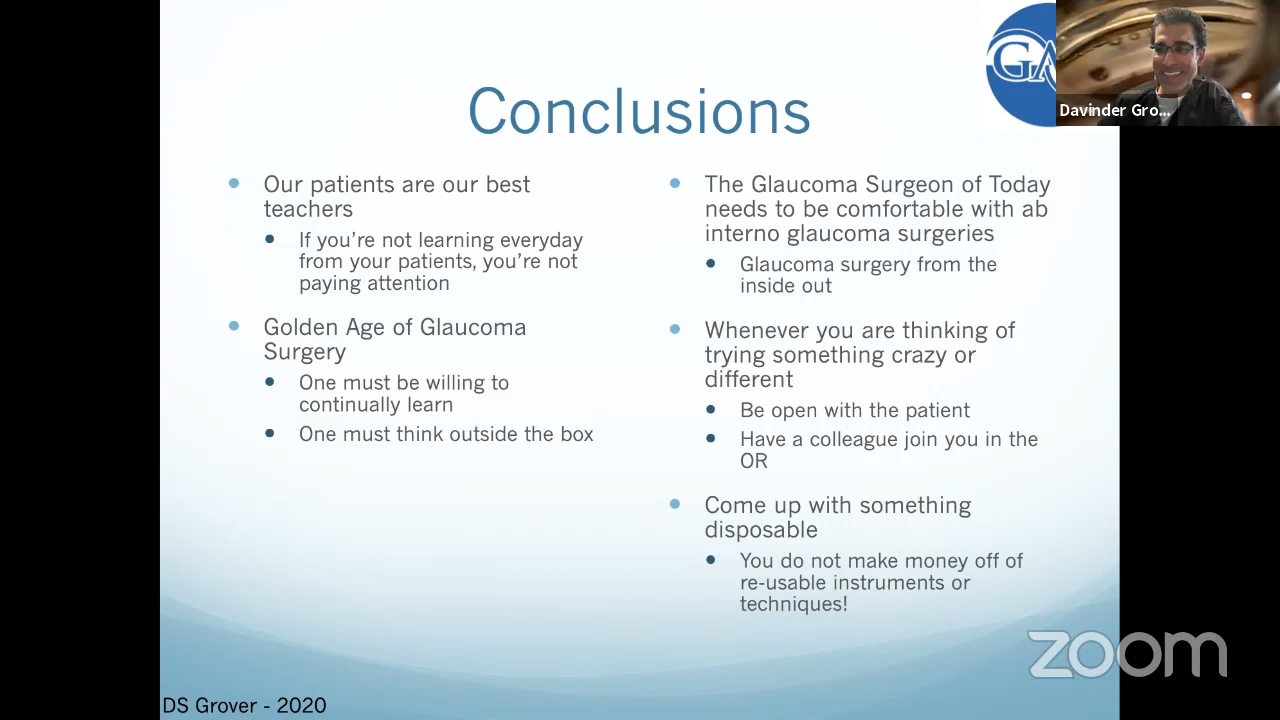 Conclusions
GA
Davinder Gro...
Our patients are our best
teachers
If you're not learning everyday
from your patients, you're not
paying attention
Golden Age of Glaucoma
Surgery
One must be willing to
continually learn
One must think outside the box
The Glaucoma Surgeon of Today
needs to be comfortable with ab
interno glaucoma surgeries
Glaucoma surgery from the
inside out
Whenever you are thinking of
trying something crazy or
different
Be open with the patient
Have a colleague join you in the
OR
Come up with something
disposable
You do not make money off of
re-usable instruments or
techniques!
zoom
DS Grover - 2020